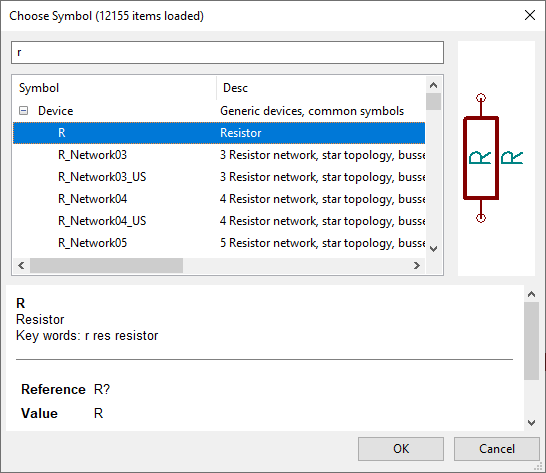 Choose Symbol (12155 items loaded)
r
Symbol Desc
Device Generic devices, common symbols
R Resistor
R_Network03 3 Resistor network, star topology, busse
R_Network03_US 3 Resistor network, star topology, busse
R_Network04 4 Resistor network, star topology, busse
R_Network04_US 4 Resistor network, star topology, busse
R_Network05 5 Resistor network, star topology, busse
R R
R
Resistor
Key words: r res resistor
Reference R?
Value R
OK Cancel